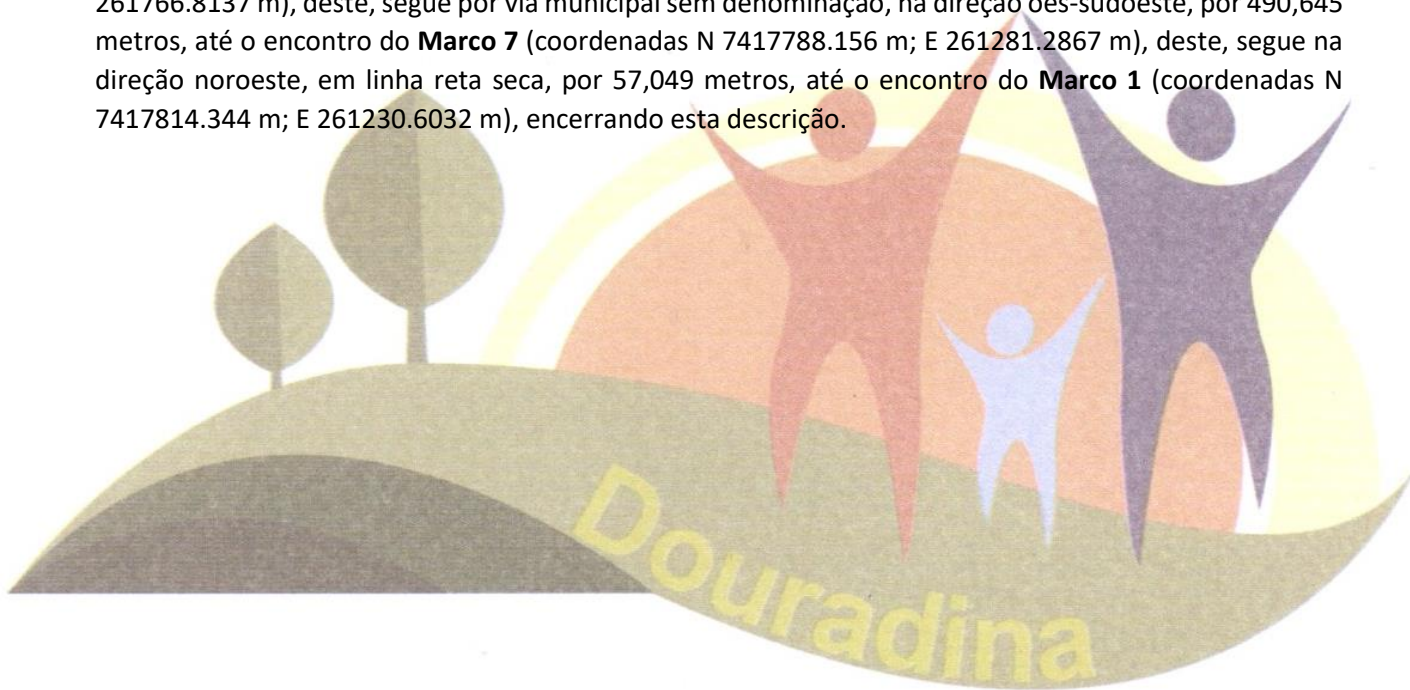 261766.8137 m), deste, segue por via municipal sem denominação, na direção oés-sudoeste, por 490,645
metros, até o encontro do Marco 7 (coordenadas N 7417788.156 m; E 261281.2867 m), deste, segue na
direção noroeste, em linha reta seca, por 57,049 metros, até o encontro do Marco 1 (coordenadas N
7417814.344 m; E 261230.6032 m), encerrando esta descrição.
Douradina